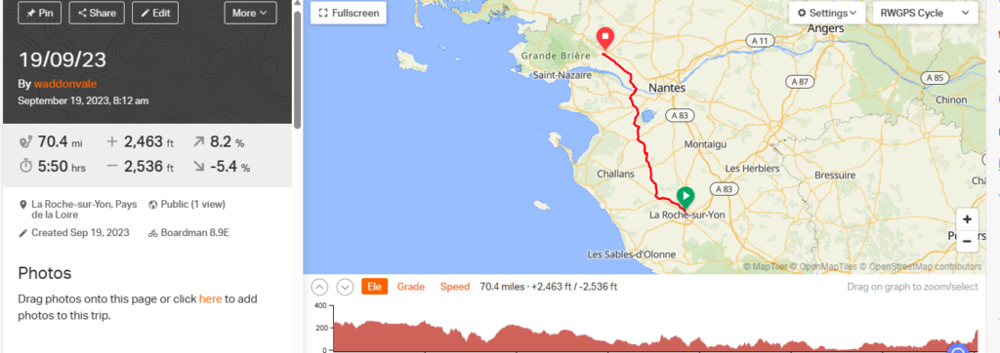 Pin
Share
Edit
More
19/09/23
By waddonvale
September 19, 2023, 8:12 am
70.4 mi
+ 2,463 ft
8.2 %
5:50 hrs
− 2,536 ft
-5.4 %
La Roche-sur-Yon, Pays
de la Loire
Public (1 view)
Created Sep 19, 2023
Boardman 8.9E
Photos
Drag photos onto this page or click here to add
photos to this trip.
Fullscreen
Settings
RWGPS Cycle
Angers
A 11
Grande Brière
Saint-Nazaire
Nantes
A 85
Chinon
A 83
Montaigu
Challans
Les Herbiers
Bressuire
A 83
La Roche-sur-Yon
Les Sables-d'Olonne
+
−
© MapTiler © OpenMapTiles © OpenStreetMap contributors
Ele
Grade
Speed
70.4 miles · +2,463 ft / -2,536 ft
Drag on graph to zoom/select
400
200
0